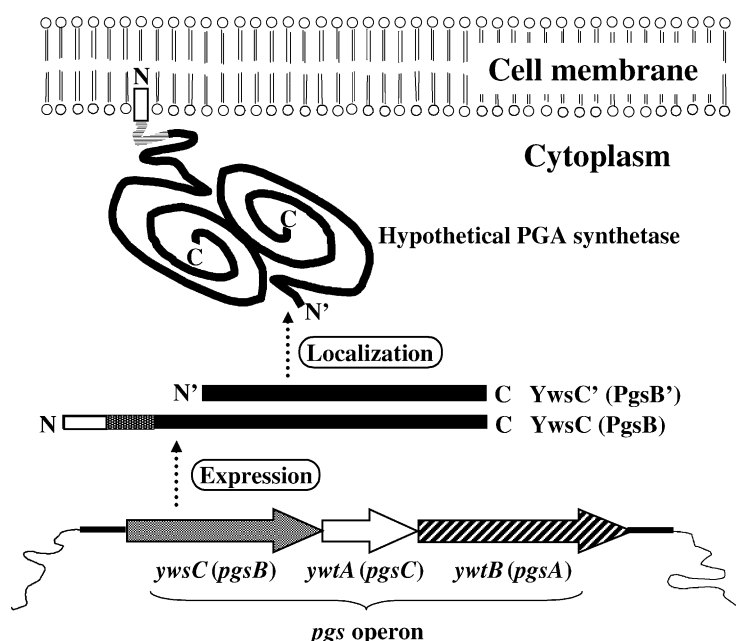 N
Cell membrane
Cytoplasm
C
C
Hypothetical PGA synthetase
N'
Localization
N' C YwsC' (PgsB')
N C YwsC (PgsB)
Expression
ywsC (pgsB) ywtA (pgsC) ywtB (pgsA)
pgs operon